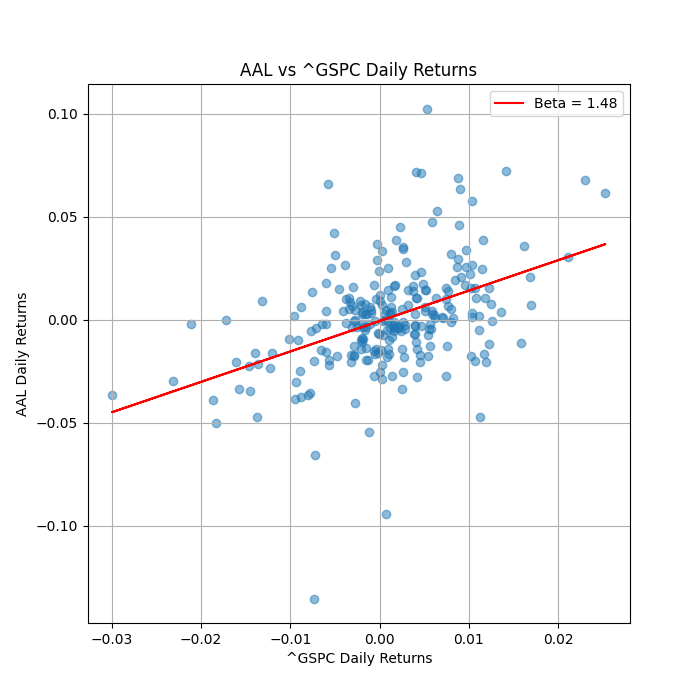 AAL vs ^GSPC Daily Returns
Beta = 1.48
AAL Daily Returns
0.10
0.05
0.00
−0.05
−0.10
−0.03 −0.02 −0.01 0.00 0.01 0.02
^GSPC Daily Returns